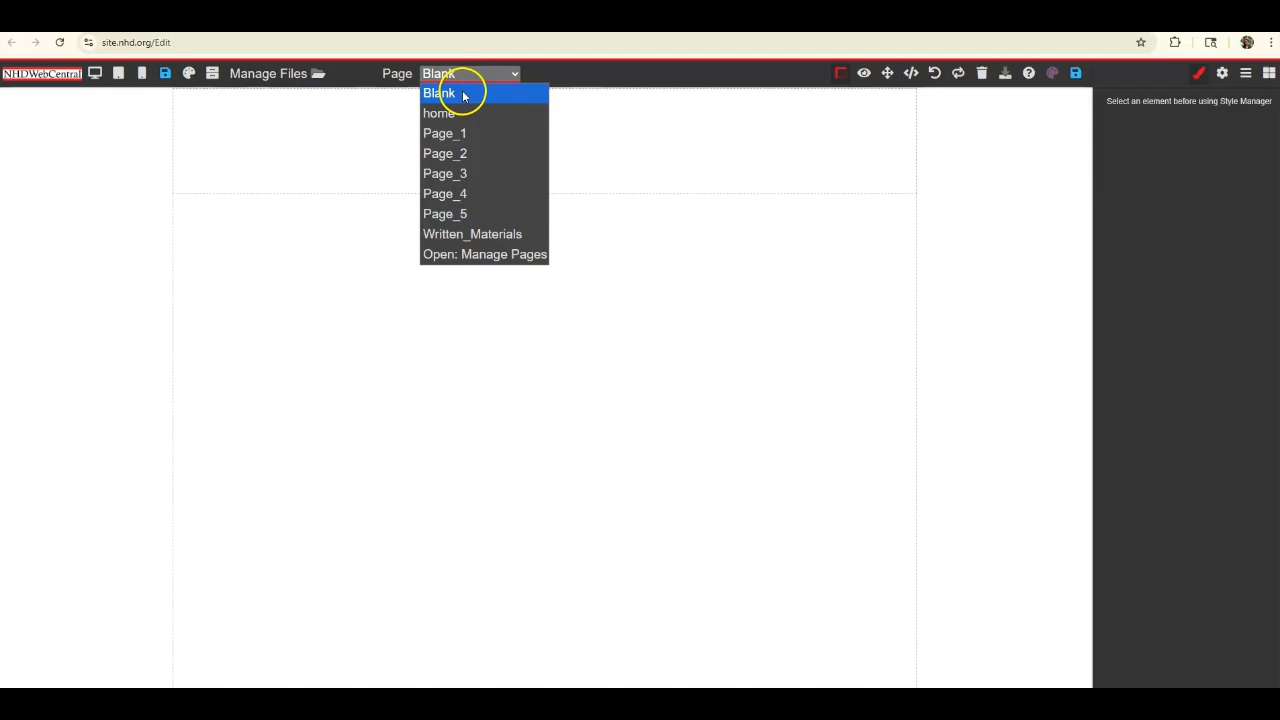 site.nhd.org/Edit
NHDWebCentral Manage Files Page Blank
Select an element before using Style Manager
Blank
home
Page_1
Page_2
Page_3
Page_4
Page_5
Written_Materials
Open: Manage Pages